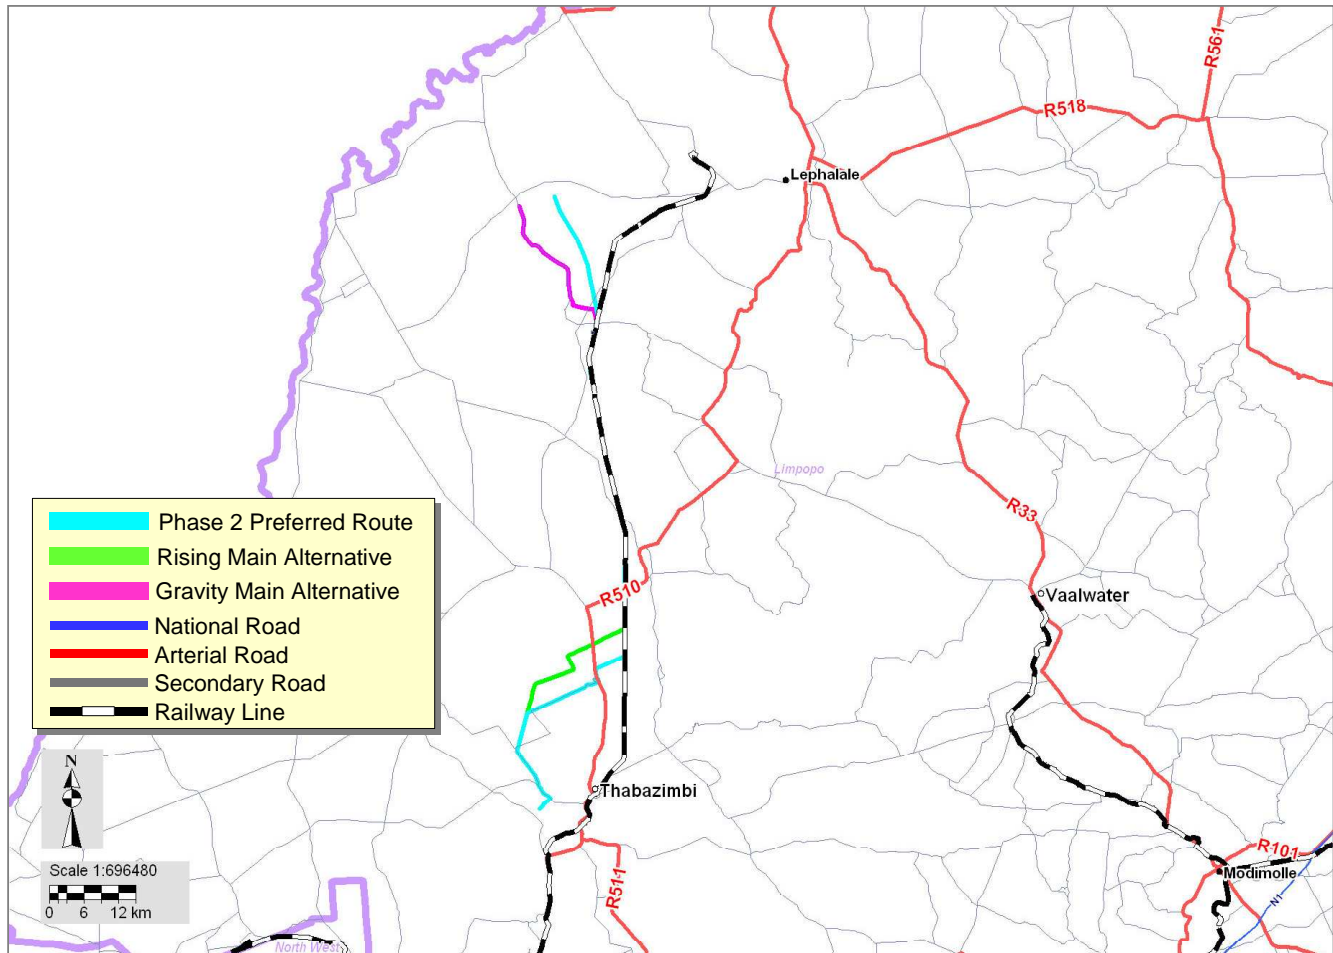 R561
R518
Lephalale
Limpopo
R33
Phase 2 Preferred Route
Rising Main Alternative
Gravity Main Alternative
National Road
Arterial Road
Secondary Road
Railway Line
R510
Vaalwater
N
Thabazimbi
Scale 1:696480
0 6 12 km
R511
R101
Modimolle
N1
North West